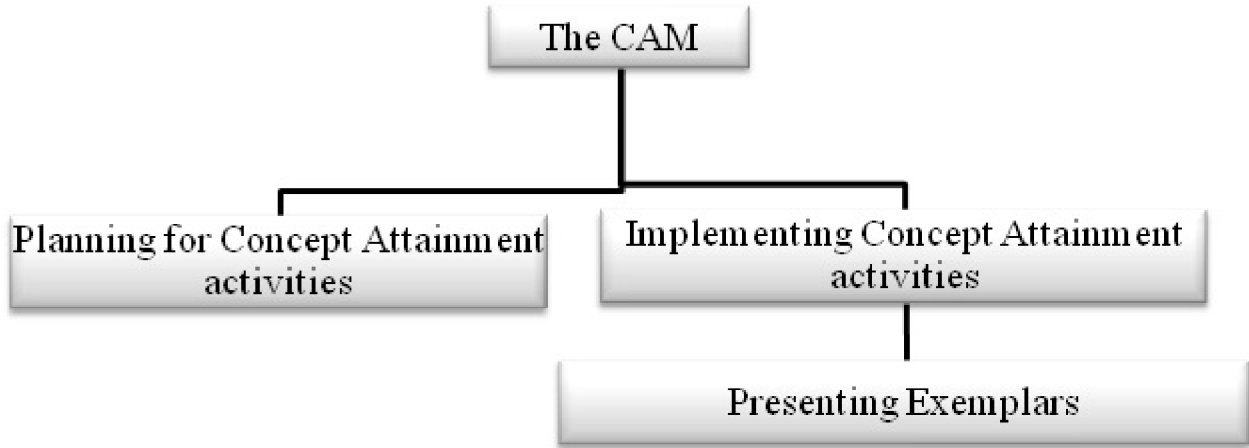 The CAM
Planning for Concept Attainment
activities
Implementing Concept Attainment
activities
Presenting Exemplars